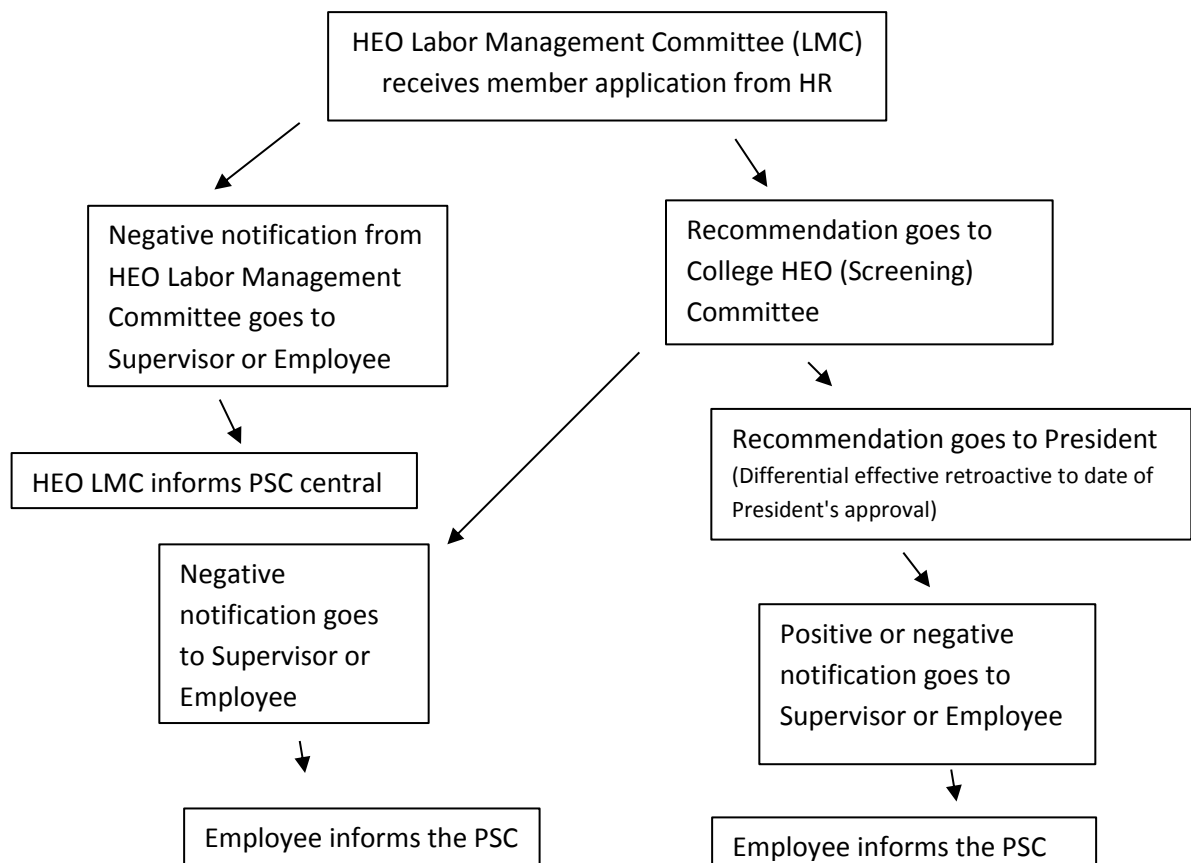 HEO Labor Management Committee (LMC)
receives member application from HR
Negative notification from
HEO Labor Management
Committee goes to
Supervisor or Employee
Recommendation goes to
College HEO (Screening)
Committee
HEO LMC informs PSC central
Recommendation goes to President
(Differential effective retroactive to date of
President's approval)
Negative
notification goes
to Supervisor or
Employee
Positive or negative
notification goes to
Supervisor or Employee
Employee informs the PSC
Employee informs the PSC